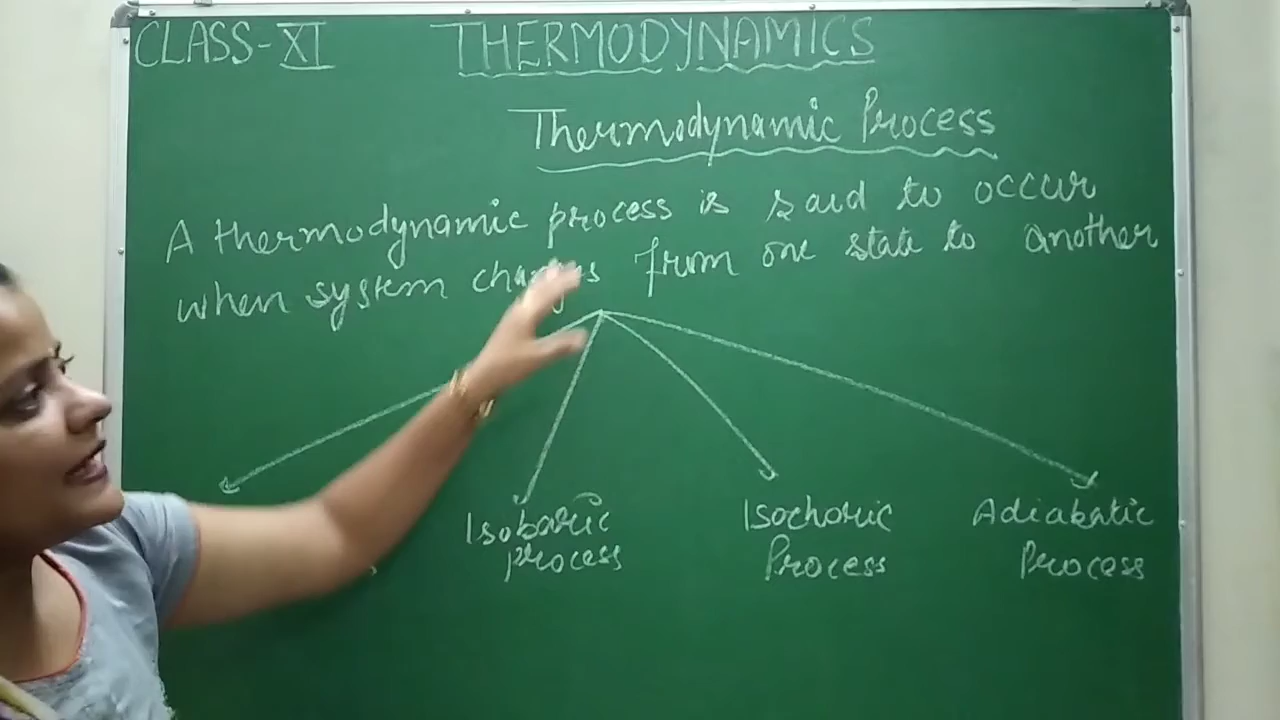 CLASS-XI THERMODYNAMICS
Thermodynamic Process
A thermodynamic process is said to occur
when system changes from one state to another
Isobaric process
Isochoric Process
Adiabatic Process